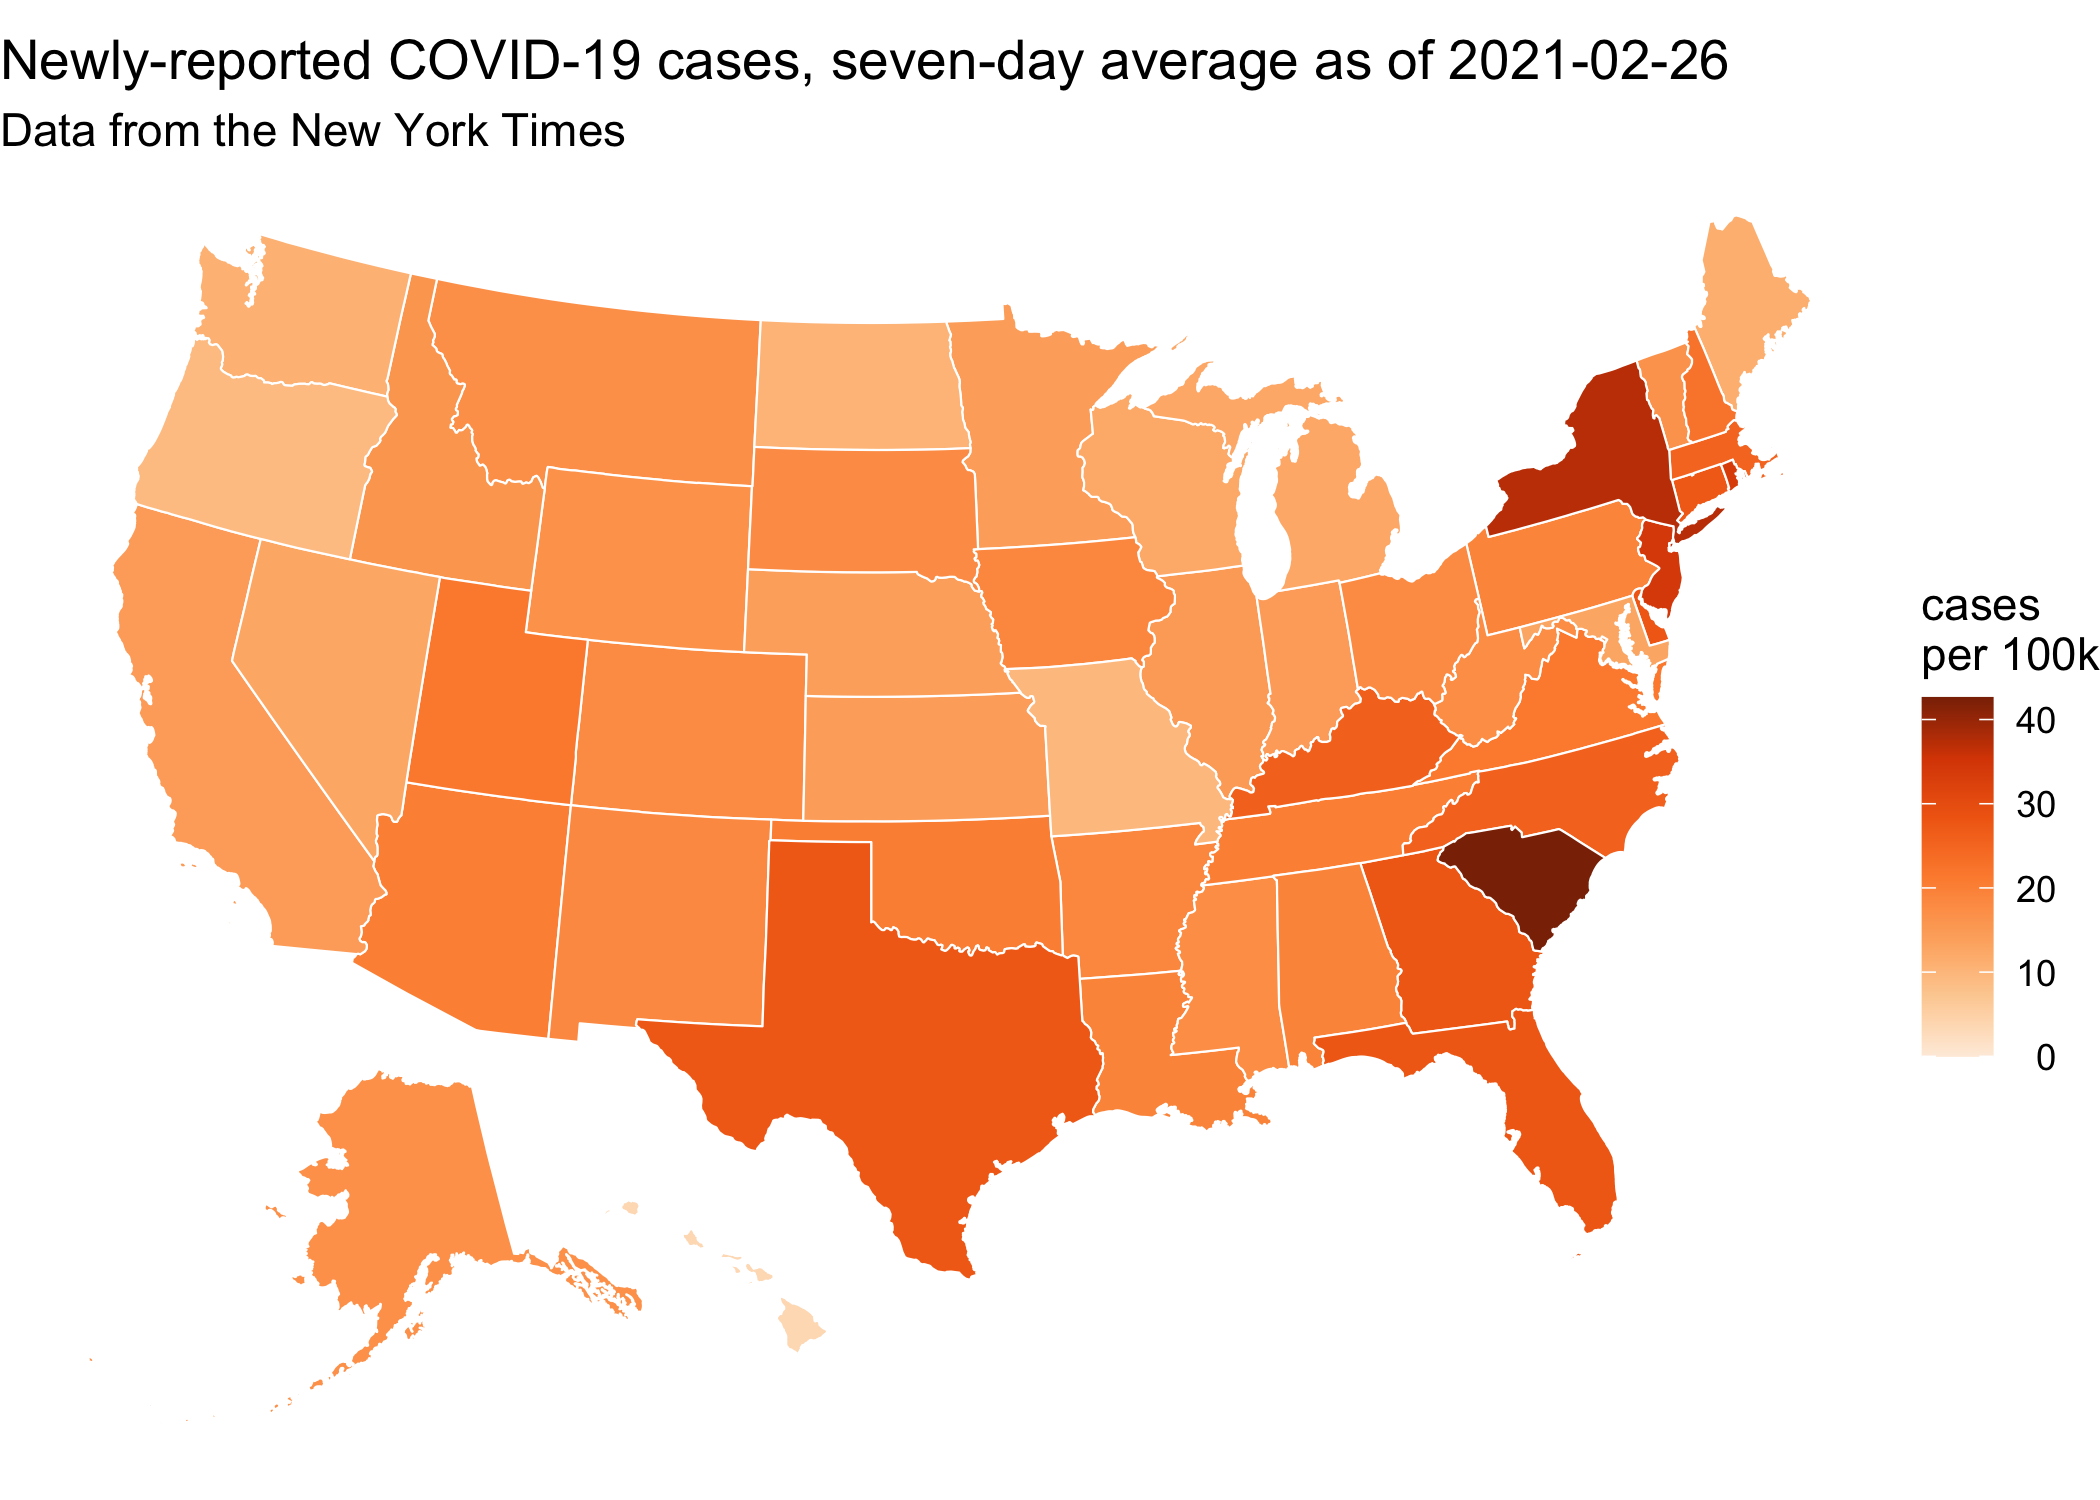 Newly-reported COVID-19 cases, seven-day average as of 2021-02-26
Data from the New York Times
cases
per 100k
40
30
20
10
0